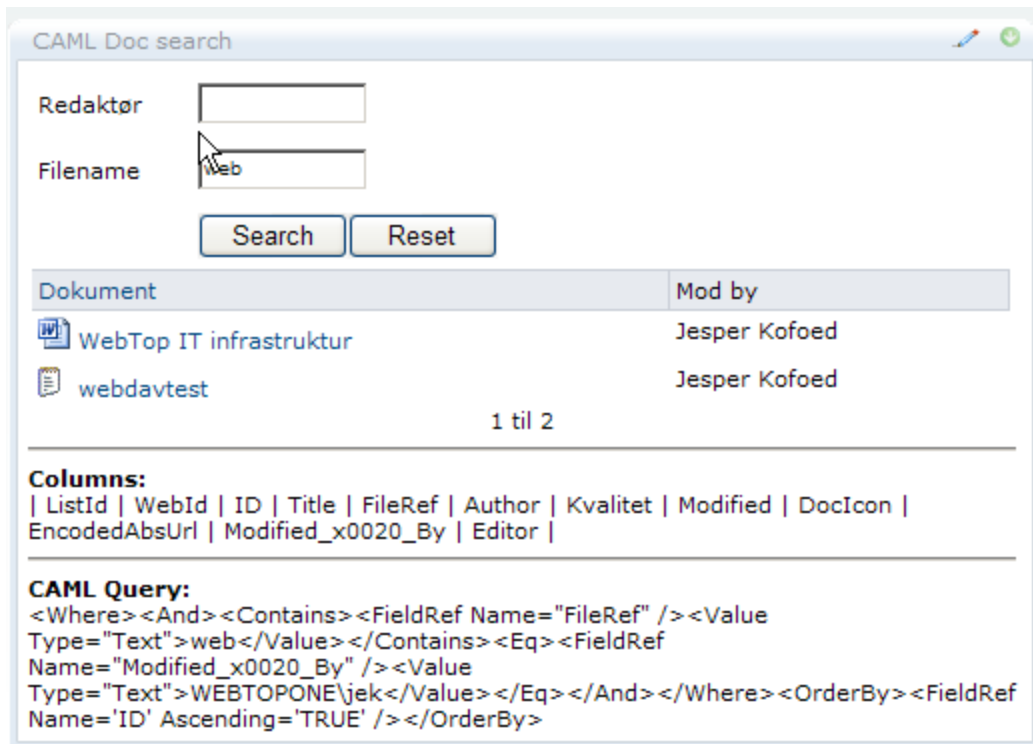 CAML Doc search
Redaktør
Filename web
Search Reset
Dokument Mod by
WebTop IT infrastruktur Jesper Kofoed
webdavtest Jesper Kofoed
1 til 2
Columns:
| ListId | WebId | ID | Title | FileRef | Author | Kvalitet | Modified | DocIcon |
EncodedAbsUrl | Modified_x0020_By | Editor |
CAML Query:
<Where><And><Contains><FieldRef Name="FileRef" /><Value
Type="Text">web</Value></Contains><Eq><FieldRef
Name="Modified_x0020_By" /><Value
Type="Text">WEBTOPONE\jek</Value></Eq></And></Where><OrderBy><FieldRef
Name='ID' Ascending='TRUE' /></OrderBy>